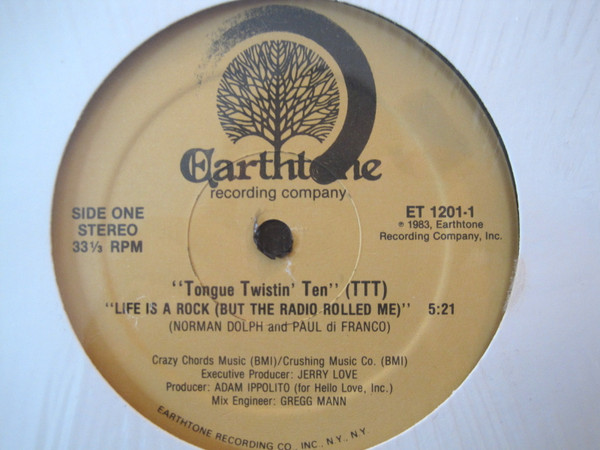 Earthtone
recording company
SIDE ONE
STEREO
33⅓ RPM
ET 1201-1
℗ 1983, Earthtone
Recording Company, Inc.
"Tongue Twistin' Ten" (TTT)
"LIFE IS A ROCK (BUT THE RADIO ROLLED ME)" 5:21
(NORMAN DOLPH and PAUL di FRANCO)
Crazy Chords Music (BMI)/Crushing Music Co. (BMI)
Executive Producer: JERRY LOVE
Producer: ADAM IPPOLITO (for Hello Love, Inc.)
Mix Engineer: GREGG MANN
EARTHTONE RECORDING CO., INC., N.Y., N.Y.